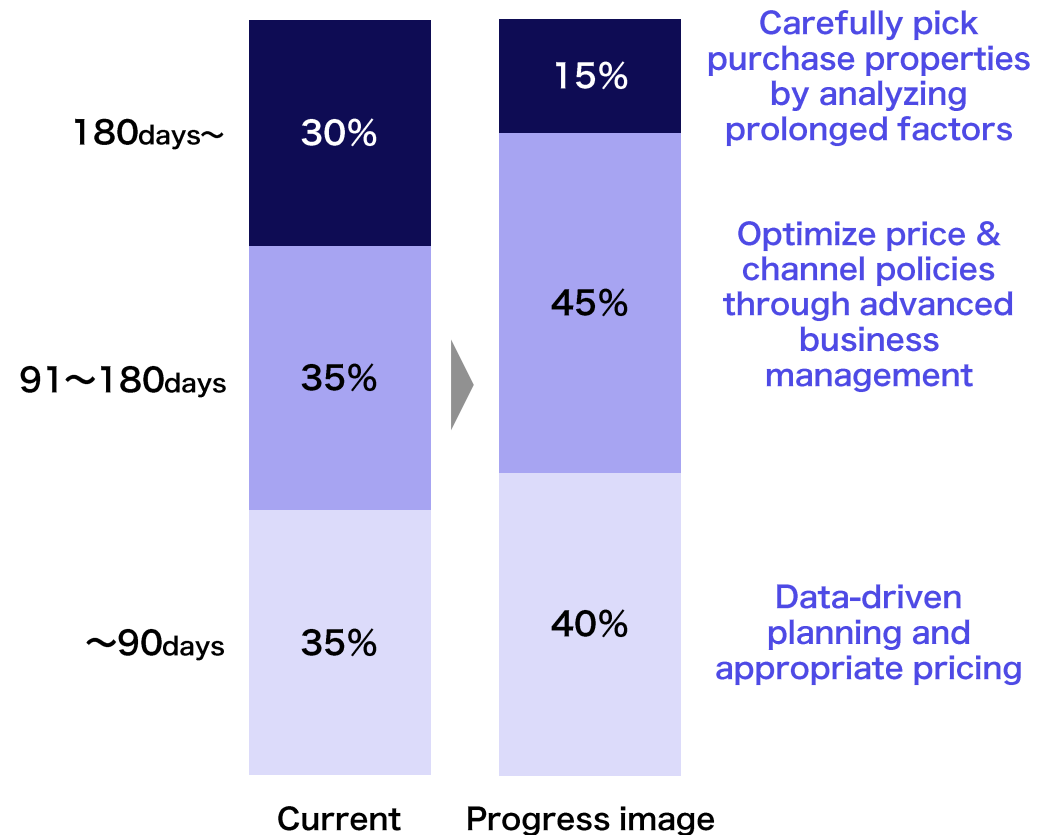 Carefully pick
purchase properties
by analyzing
prolonged factors
15%
180days～
30%
Optimize price &
channel policies
through advanced
business
management
45%
91～180days
35%
Data-driven
planning and
appropriate pricing
40%
～90days
35%
Current
Progress image